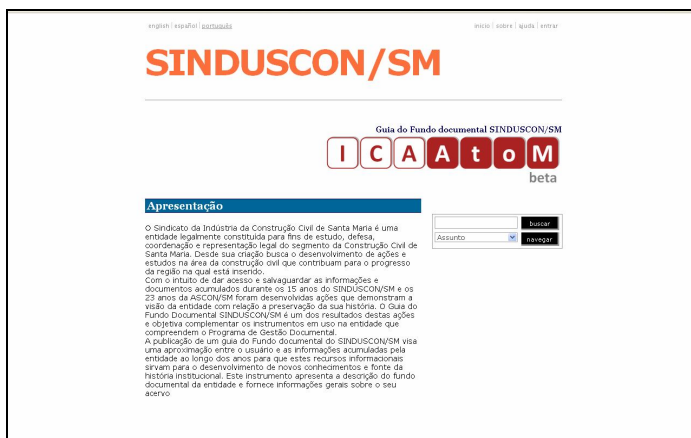 english | español | português
inicio | sobre | ajuda | entrar
SINDUSCON/SM
Guia do Fundo documental SINDUSCON/SM
ICAAtoM
beta
Apresentação
buscar
Assunto
navegar
O Sindicato da Indústria da Construção Civil de Santa Maria é uma
entidade legalmente constituída para fins de estudo, defesa,
coordenação e representação legal do segmento da Construção Civil de
Santa Maria. Desde sua criação busca o desenvolvimento de ações e
estudos na área da construção civil que contribuam para o progresso
da região na qual está inserido.
Com o intuito de dar acesso e salvaguardar as informações e
documentos acumulados durante os 15 anos do SINDUSCON/SM e os
23 anos da ASCON/SM foram desenvolvidas ações que demonstram a
visão da entidade com relação a preservação da sua história. O Guia do
Fundo Documental SINDUSCON/SM é um dos resultados destas ações
e objetiva complementar os instrumentos em uso na entidade que
compreendem o Programa de Gestão Documental.
A publicação de um guia do Fundo documental do SINDUSCON/SM visa
uma aproximação entre o usuário e as informações acumuladas pela
entidade ao longo dos anos para que estes recursos informacionais
sirvam para o desenvolvimento de novos conhecimentos e fonte da
história institucional. Este instrumento apresenta a descrição do fundo
documental da entidade e fornece informações gerais sobre o seu
acervo